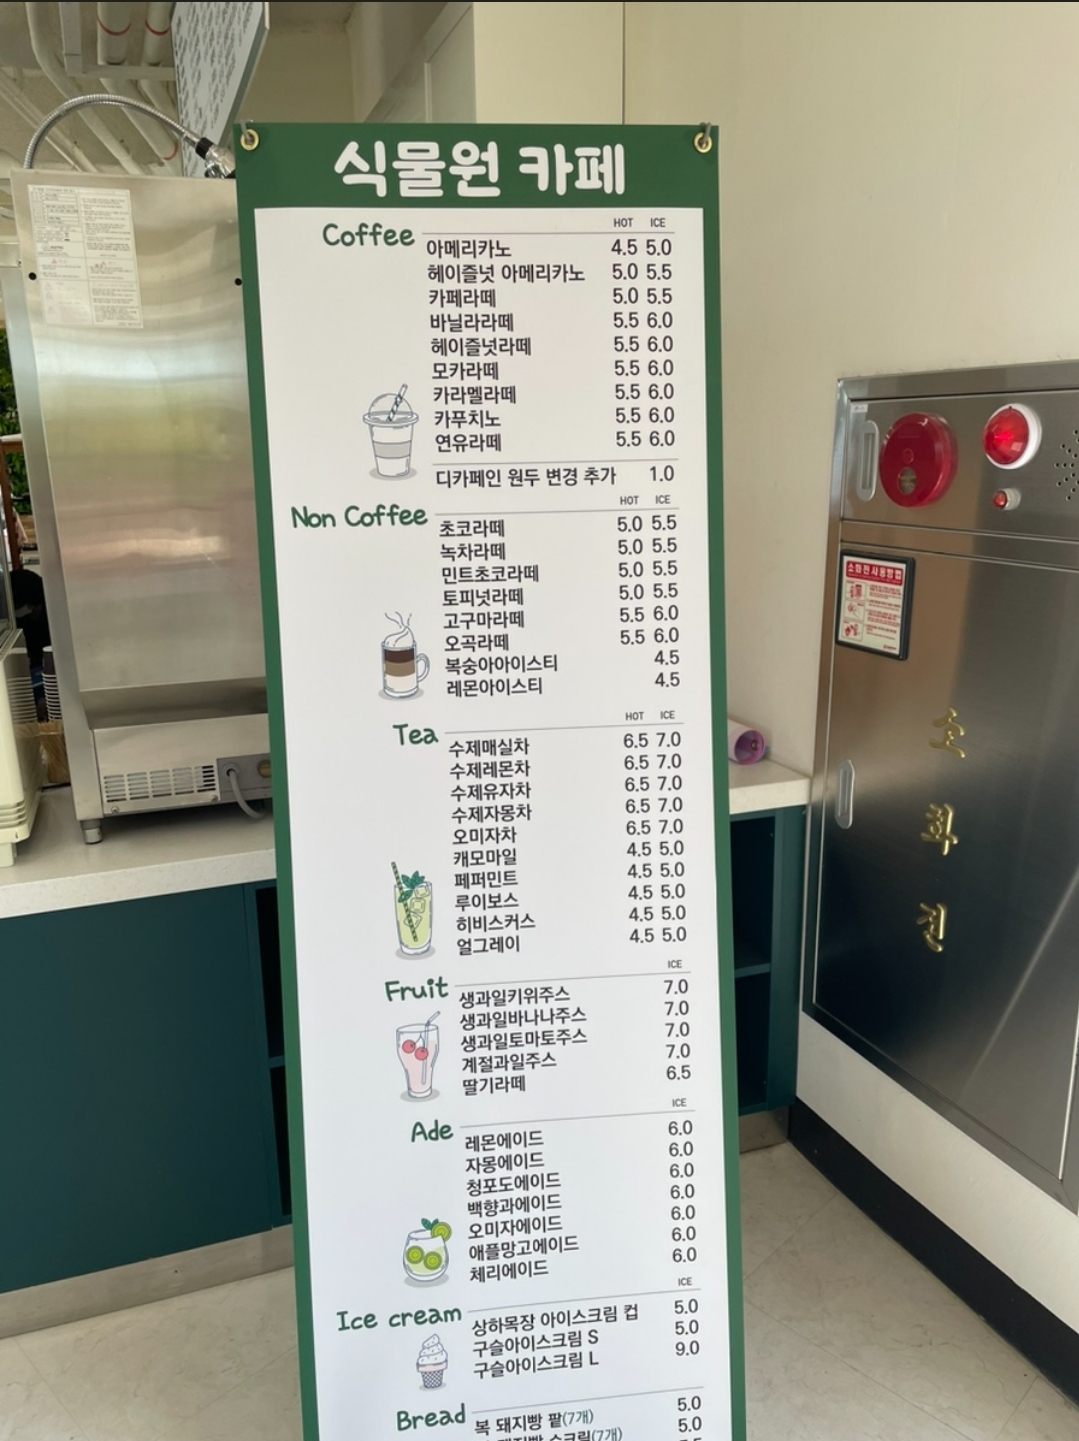 식물원 카페
Coffee HOT ICE
아메리카노 4.5 5.0
헤이즐넛 아메리카노 5.0 5.5
카페라떼 5.0 5.5
바닐라라떼 5.5 6.0
헤이즐넛라떼 5.5 6.0
모카라떼 5.5 6.0
카라멜라떼 5.5 6.0
카푸치노 5.5 6.0
연유라떼 5.5 6.0
디카페인 원두 변경 추가 1.0
Non Coffee HOT ICE
초코라떼 5.0 5.5
녹차라떼 5.0 5.5
민트초코라떼 5.0 5.5
토피넛라떼 5.0 5.5
고구마라떼 5.5 6.0
오곡라떼 5.5 6.0
복숭아아이스티 4.5
레몬아이스티 4.5
Tea HOT ICE
수제매실차 6.5 7.0
수제레몬차 6.5 7.0
수제유자차 6.5 7.0
수제자몽차 6.5 7.0
오미자차 6.5 7.0
캐모마일 4.5 5.0
페퍼민트 4.5 5.0
루이보스 4.5 5.0
히비스커스 4.5 5.0
얼그레이 4.5 5.0
Fruit ICE
생과일키위주스 7.0
생과일바나나주스 7.0
생과일토마토주스 7.0
계절과일주스 7.0
딸기라떼 6.5
Ade ICE
레몬에이드 6.0
자몽에이드 6.0
청포도에이드 6.0
백향과에이드 6.0
오미자에이드 6.0
애플망고에이드 6.0
체리에이드 6.0
Ice cream ICE
상하목장 아이스크림 컵 5.0
구슬아이스크림 S 5.0
구슬아이스크림 L 9.0
Bread
복 돼지빵 팥(7개) 5.0
돼지빵 슈크림(7개) 5.0
소화전사용방법
소
화
전